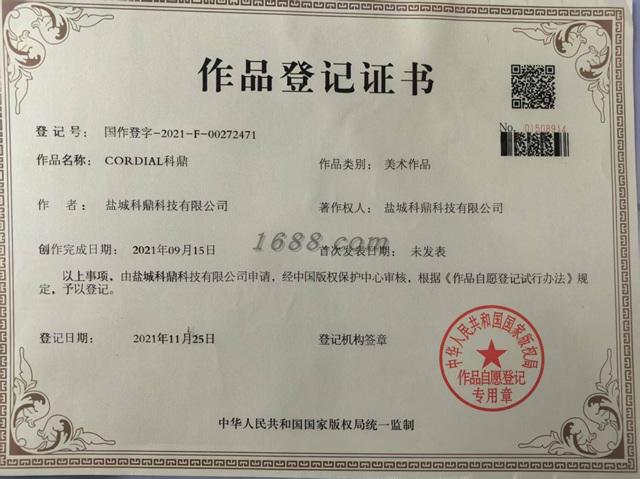 作品登记证书
No. 01508914
登 记 号： 国作登字-2021-F-00272471
作品名称： CORDIAL科鼎
作品类别： 美术作品
作 者： 盐城科鼎科技有限公司
著作权人： 盐城科鼎科技有限公司
创作完成日期： 2021年09月15日
首次发表日期： 未发表
1688.com
以上事项，由盐城科鼎科技有限公司申请，经中国版权保护中心审核，根据《作品自愿登记试行办法》规
定，予以登记。
登记日期： 2021年11月25日
登记机构签章
中华人民共和国国家版权局
作品自愿登记
专用章
中华人民共和国国家版权局统一监制